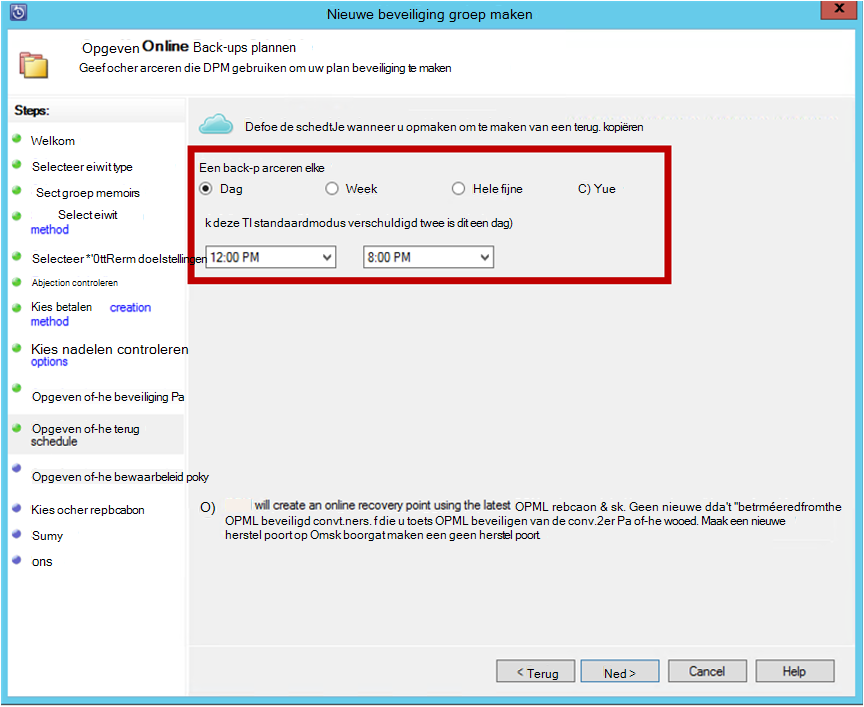 Nieuwe beveiliging groep maken
x
Opgeven Online Back-ups plannen
Geef ocher arceren die DPM gebruiken om uw plan beveiliging te maken
Steps:
Welkom
Selecteer eiwit type
Sect groep memoirs
Select eiwit
method
Selecteer *'0ttRerm doelstellingen
Abjection controleren
Kies betalen creation
method
Kies nadelen controleren
options
Opgeven of-he beveiliging Pa
Opgeven of-he terug
schedule
Opgeven of-he bewaarbeleid poky
Kies ocher repbcabon
Sumy
ons
Defoe de schedtJe wanneer u opmaken om te maken van een terug. kopiëren
Een back-p arceren elke
Dag Week Hele fijne C) Yue
k deze TI standaardmodus verschuldigd twee is dit een dag)
12:00 PM 8:00 PM
O) will create an online recovery point using the latest OPML rebcaon & sk. Geen nieuwe dda't "betrméeredfromthe
OPML beveiligd convt.ners. f die u toets OPML beveiligen van de conv.2er Pa of-he wooed. Maak een nieuwe
herstel poort op Omsk boorgat maken een geen herstel poort.
< Terug Ned > Cancel Help